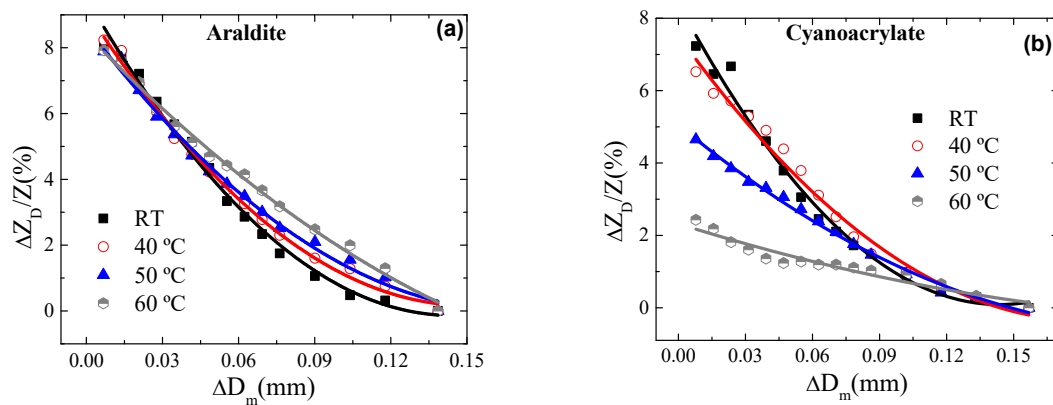 Araldite
(a)
8
6
4
2
0
ΔZ_D/Z(%)
RT
40 ºC
50 ºC
60 ºC
0.00 0.03 0.06 0.09 0.12 0.15
ΔD_m(mm)
Cyanoacrylate
(b)
8
6
4
2
0
ΔZ_D/Z(%)
RT
40 ºC
50 ºC
60 ºC
0.00 0.03 0.06 0.09 0.12 0.15
ΔD_m(mm)